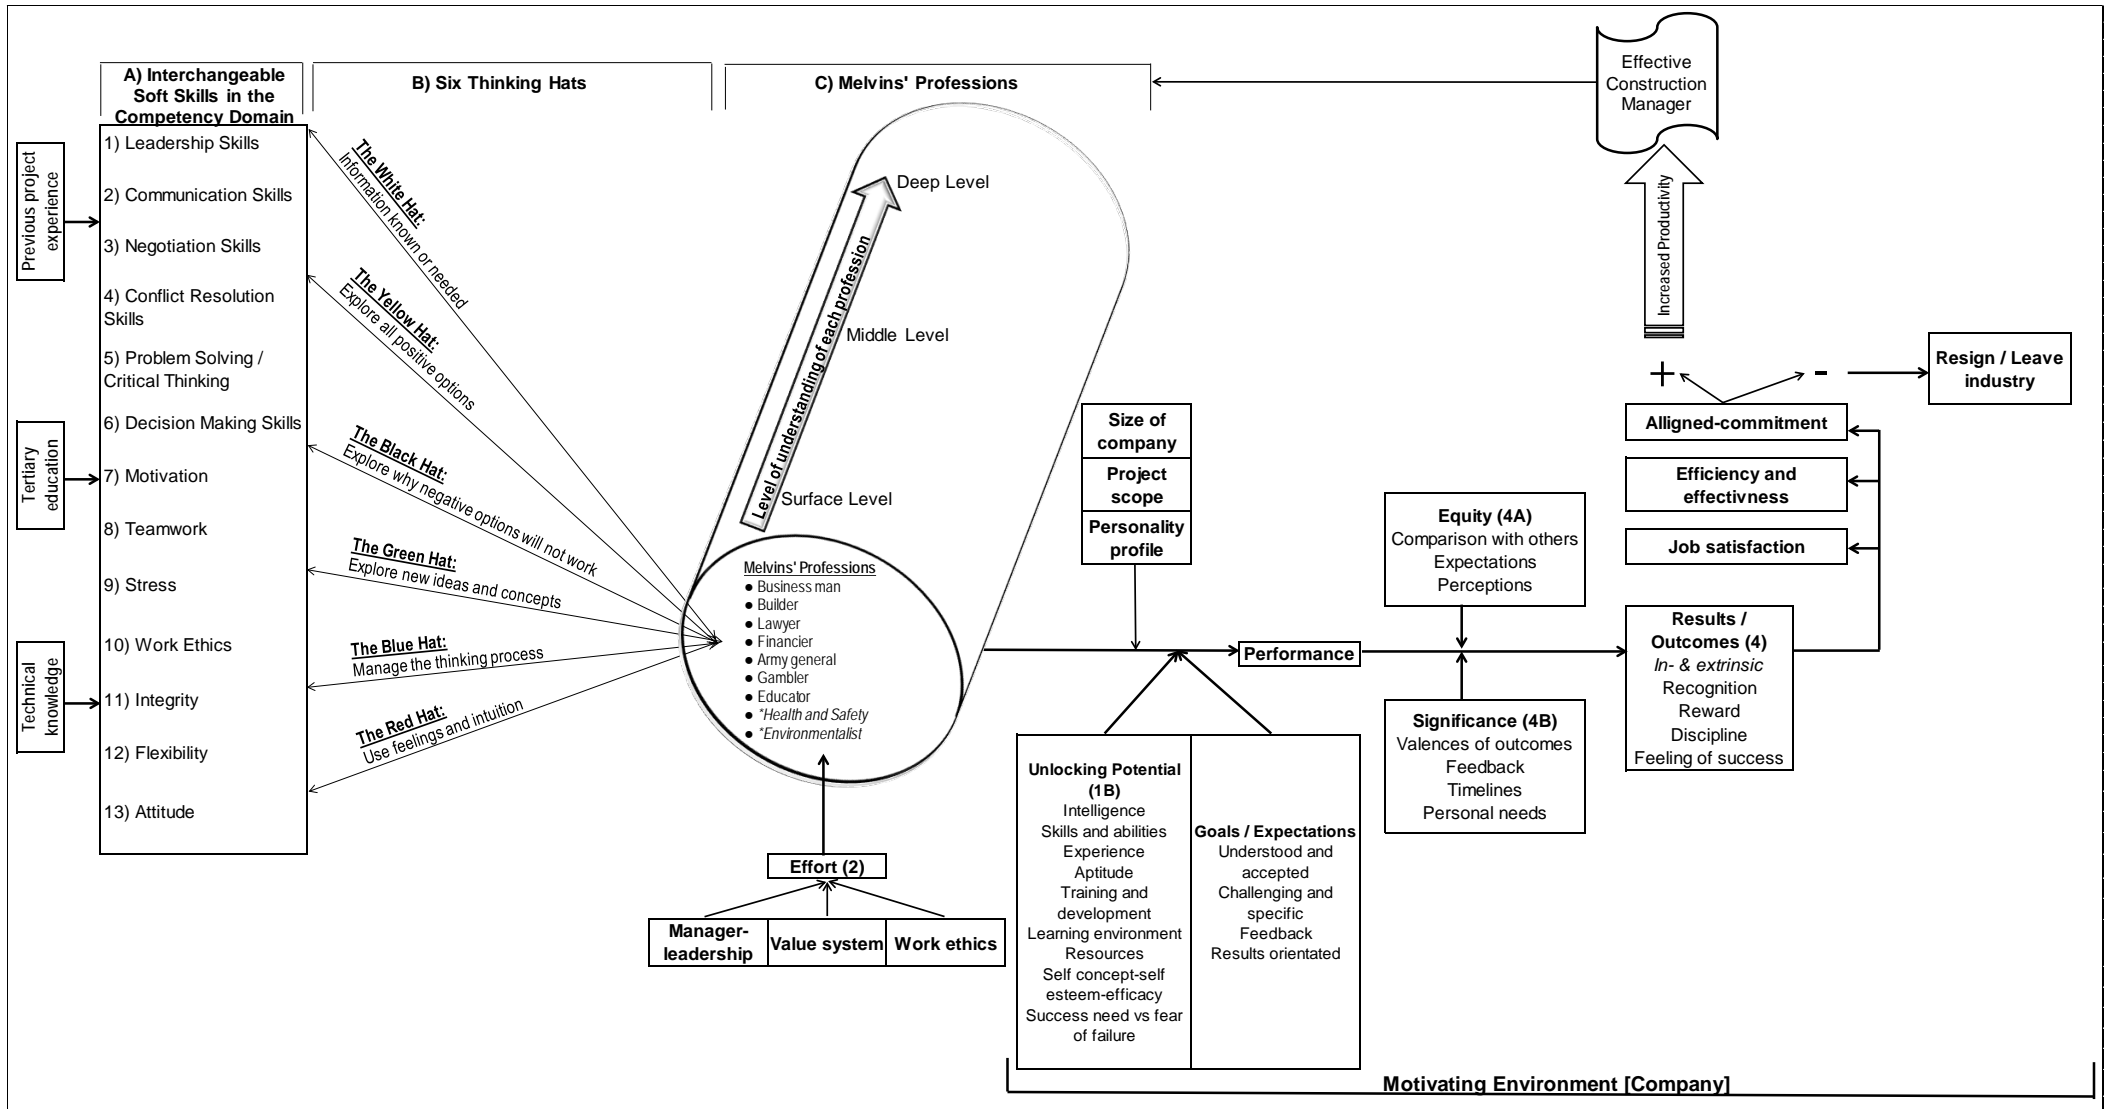 A) Interchangeable
Soft Skills in the
Competency Domain
B) Six Thinking Hats
C) Melvins' Professions
Effective
Construction
Manager
Previous project
experience
Tertiary
education
Technical
knowledge
1) Leadership Skills
2) Communication Skills
3) Negotiation Skills
4) Conflict Resolution
Skills
5) Problem Solving /
Critical Thinking
6) Decision Making Skills
7) Motivation
8) Teamwork
9) Stress
10) Work Ethics
11) Integrity
12) Flexibility
13) Attitude
The White Hat:
Information known or needed
The Yellow Hat:
Explore all positive options
The Black Hat:
Explore why negative options will not work
The Green Hat:
Explore new ideas and concepts
The Blue Hat:
Manage the thinking process
The Red Hat:
Use feelings and intuition
Deep Level
Middle Level
Surface Level
Level of understanding of each profession
Melvins' Professions
● Business man
● Builder
● Lawyer
● Financier
● Army general
● Gambler
● Educator
● *Health and Safety
● *Environmentalist
Effort (2)
Manager-
leadership
Value system
Work ethics
Size of
company
Project
scope
Personality
profile
Performance
Unlocking Potential
(1B)
Intelligence
Skills and abilities
Experience
Aptitude
Training and
development
Learning environment
Resources
Self concept-self
esteem-efficacy
Success need vs fear
of failure
Goals / Expectations
Understood and
accepted
Challenging and
specific
Feedback
Results orientated
Equity (4A)
Comparison with others
Expectations
Perceptions
Significance (4B)
Valences of outcomes
Feedback
Timelines
Personal needs
Results /
Outcomes (4)
In- & extrinsic
Recognition
Reward
Discipline
Feeling of success
Job satisfaction
Efficiency and
effectivness
Alligned-commitment
+
-
Resign / Leave
industry
Increased Productivity
Motivating Environment [Company]